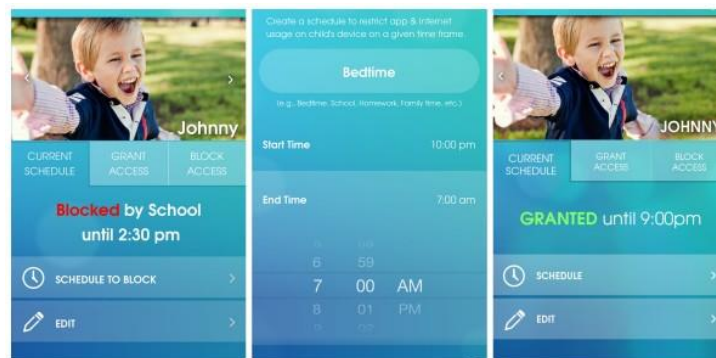 Johnny
CURRENT SCHEDULE
GRANT ACCESS
BLOCK ACCESS
Blocked by School
until 2:30 pm
SCHEDULE TO BLOCK
EDIT
Create a schedule to restrict app & internet
usage on child's device on a given time frame.
Bedtime
(e.g., Bedtime, School, Homework, Family time, etc.)
Start Time 10:00 pm
End Time 7:00 am
6 59
7 00 AM
8 01 PM
JOHNNY
CURRENT SCHEDULE
GRANT ACCESS
BLOCK ACCESS
GRANTED until 9:00pm
SCHEDULE
EDIT